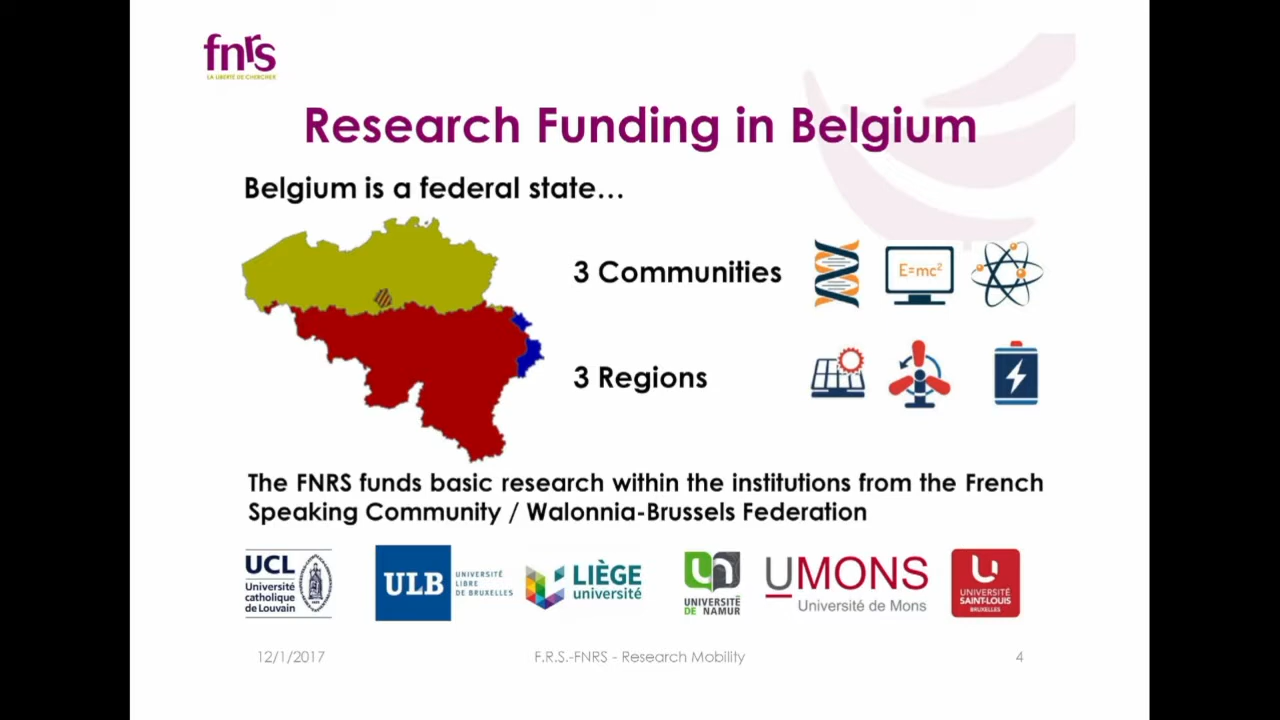 fnrs
LA LIBERTÉ DE CHERCHER
Research Funding in Belgium
Belgium is a federal state…
3 Communities
E=mc²
3 Regions
The FNRS funds basic research within the institutions from the French
Speaking Community / Walonnia-Brussels Federation
UCL
Université
catholique
de Louvain
ULB
UNIVERSITÉ
LIBRE
DE BRUXELLES
LIÈGE
université
UNIVERSITÉ
DE NAMUR
UMONS
Université de Mons
UNIVERSITÉ
SAINT-LOUIS
BRUXELLES
12/1/2017
F.R.S.-FNRS - Research Mobility
4